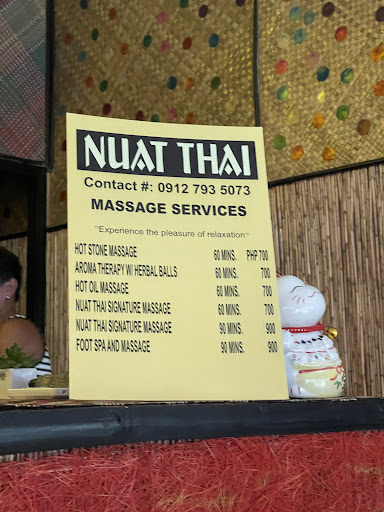 NUAT THAI
Contact #: 0912 793 5073
MASSAGE SERVICES
"Experience the pleasure of relaxation"
HOT STONE MASSAGE 60 MINS. PHP 700
AROMA THERAPY W/ HERBAL BALLS 60 MINS. 700
HOT OIL MASSAGE 60 MINS. 700
NUAT THAI SIGNATURE MASSAGE 60 MINS. 700
NUAT THAI SIGNATURE MASSAGE 90 MINS. 900
FOOT SPA AND MASSAGE 90 MINS. 900